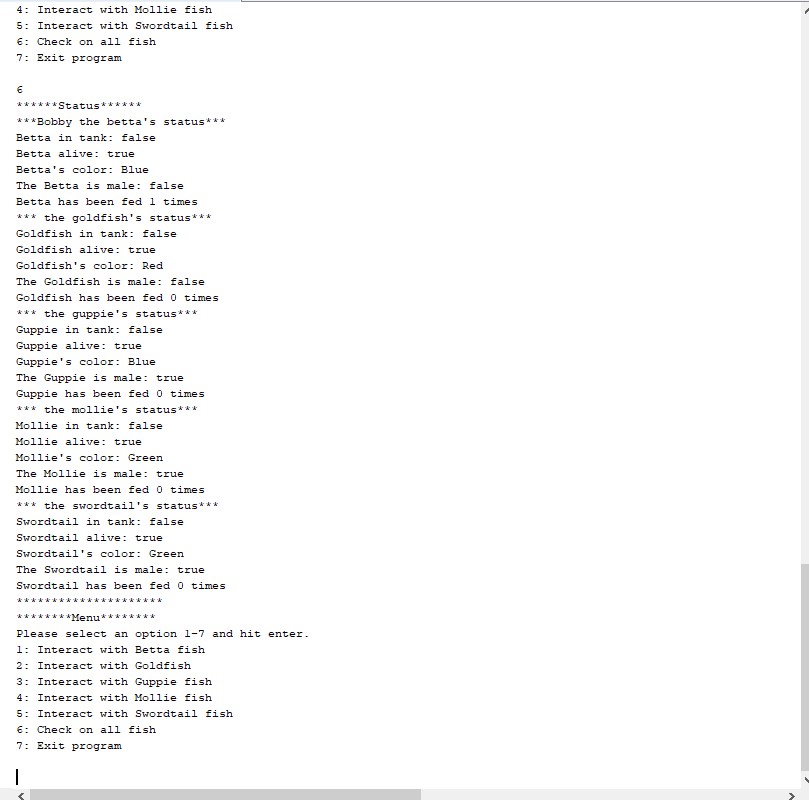 4: Interact with Mollie fish
5: Interact with Swordtail fish
6: Check on all fish
7: Exit program
6
******Status******
***Bobby the betta's status***
Betta in tank: false
Betta alive: true
Betta's color: Blue
The Betta is male: false
Betta has been fed 1 times
*** the goldfish's status***
Goldfish in tank: false
Goldfish alive: true
Goldfish's color: Red
The Goldfish is male: false
Goldfish has been fed 0 times
*** the guppie's status***
Guppie in tank: false
Guppie alive: true
Guppie's color: Blue
The Guppie is male: true
Guppie has been fed 0 times
*** the mollie's status***
Mollie in tank: false
Mollie alive: true
Mollie's color: Green
The Mollie is male: true
Mollie has been fed 0 times
*** the swordtail's status***
Swordtail in tank: false
Swordtail alive: true
Swordtail's color: Green
The Swordtail is male: true
Swordtail has been fed 0 times
*********************
********Menu********
Please select an option 1-7 and hit enter.
1: Interact with Betta fish
2: Interact with Goldfish
3: Interact with Guppie fish
4: Interact with Mollie fish
5: Interact with Swordtail fish
6: Check on all fish
7: Exit program